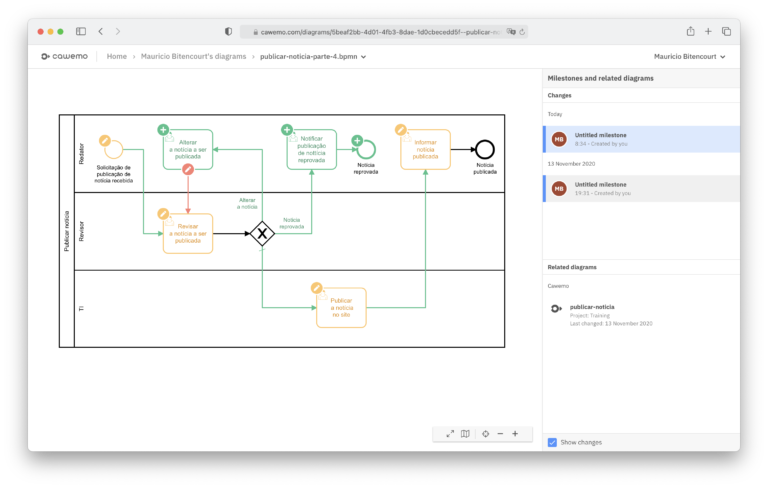 cawemo.com/diagrams/5beaf2bb-4d01-4fb3-8dae-1d0cbecedd5f--publicar-no
cawemo
Home > Mauricio Bitencourt's diagrams > publicar-noticia-parte-4.bpmn
Mauricio Bitencourt
Milestones and related diagrams
Changes
Today
MB
Untitled milestone
8:14 - Created by you
13 November 2020
MB
Untitled milestone
19:31 - Created by you
Related diagrams
Cawemo
publicar-noticia
Project: Training
Last changed: 13 November 2020
Show changes
Publicar notícia
Redator
Solicitação de
publicação de
notícia recebida
Alterar
a notícia a ser
publicada
Notificar
publicação
de notícia
reprovada
Notícia
reprovada
Informar
notícia
publicada
Notícia
publicada
Revisor
Revisar
a notícia a ser
publicada
Alterar
a notícia
Notícia
reprovada
TI
Publicar
a notícia
no site